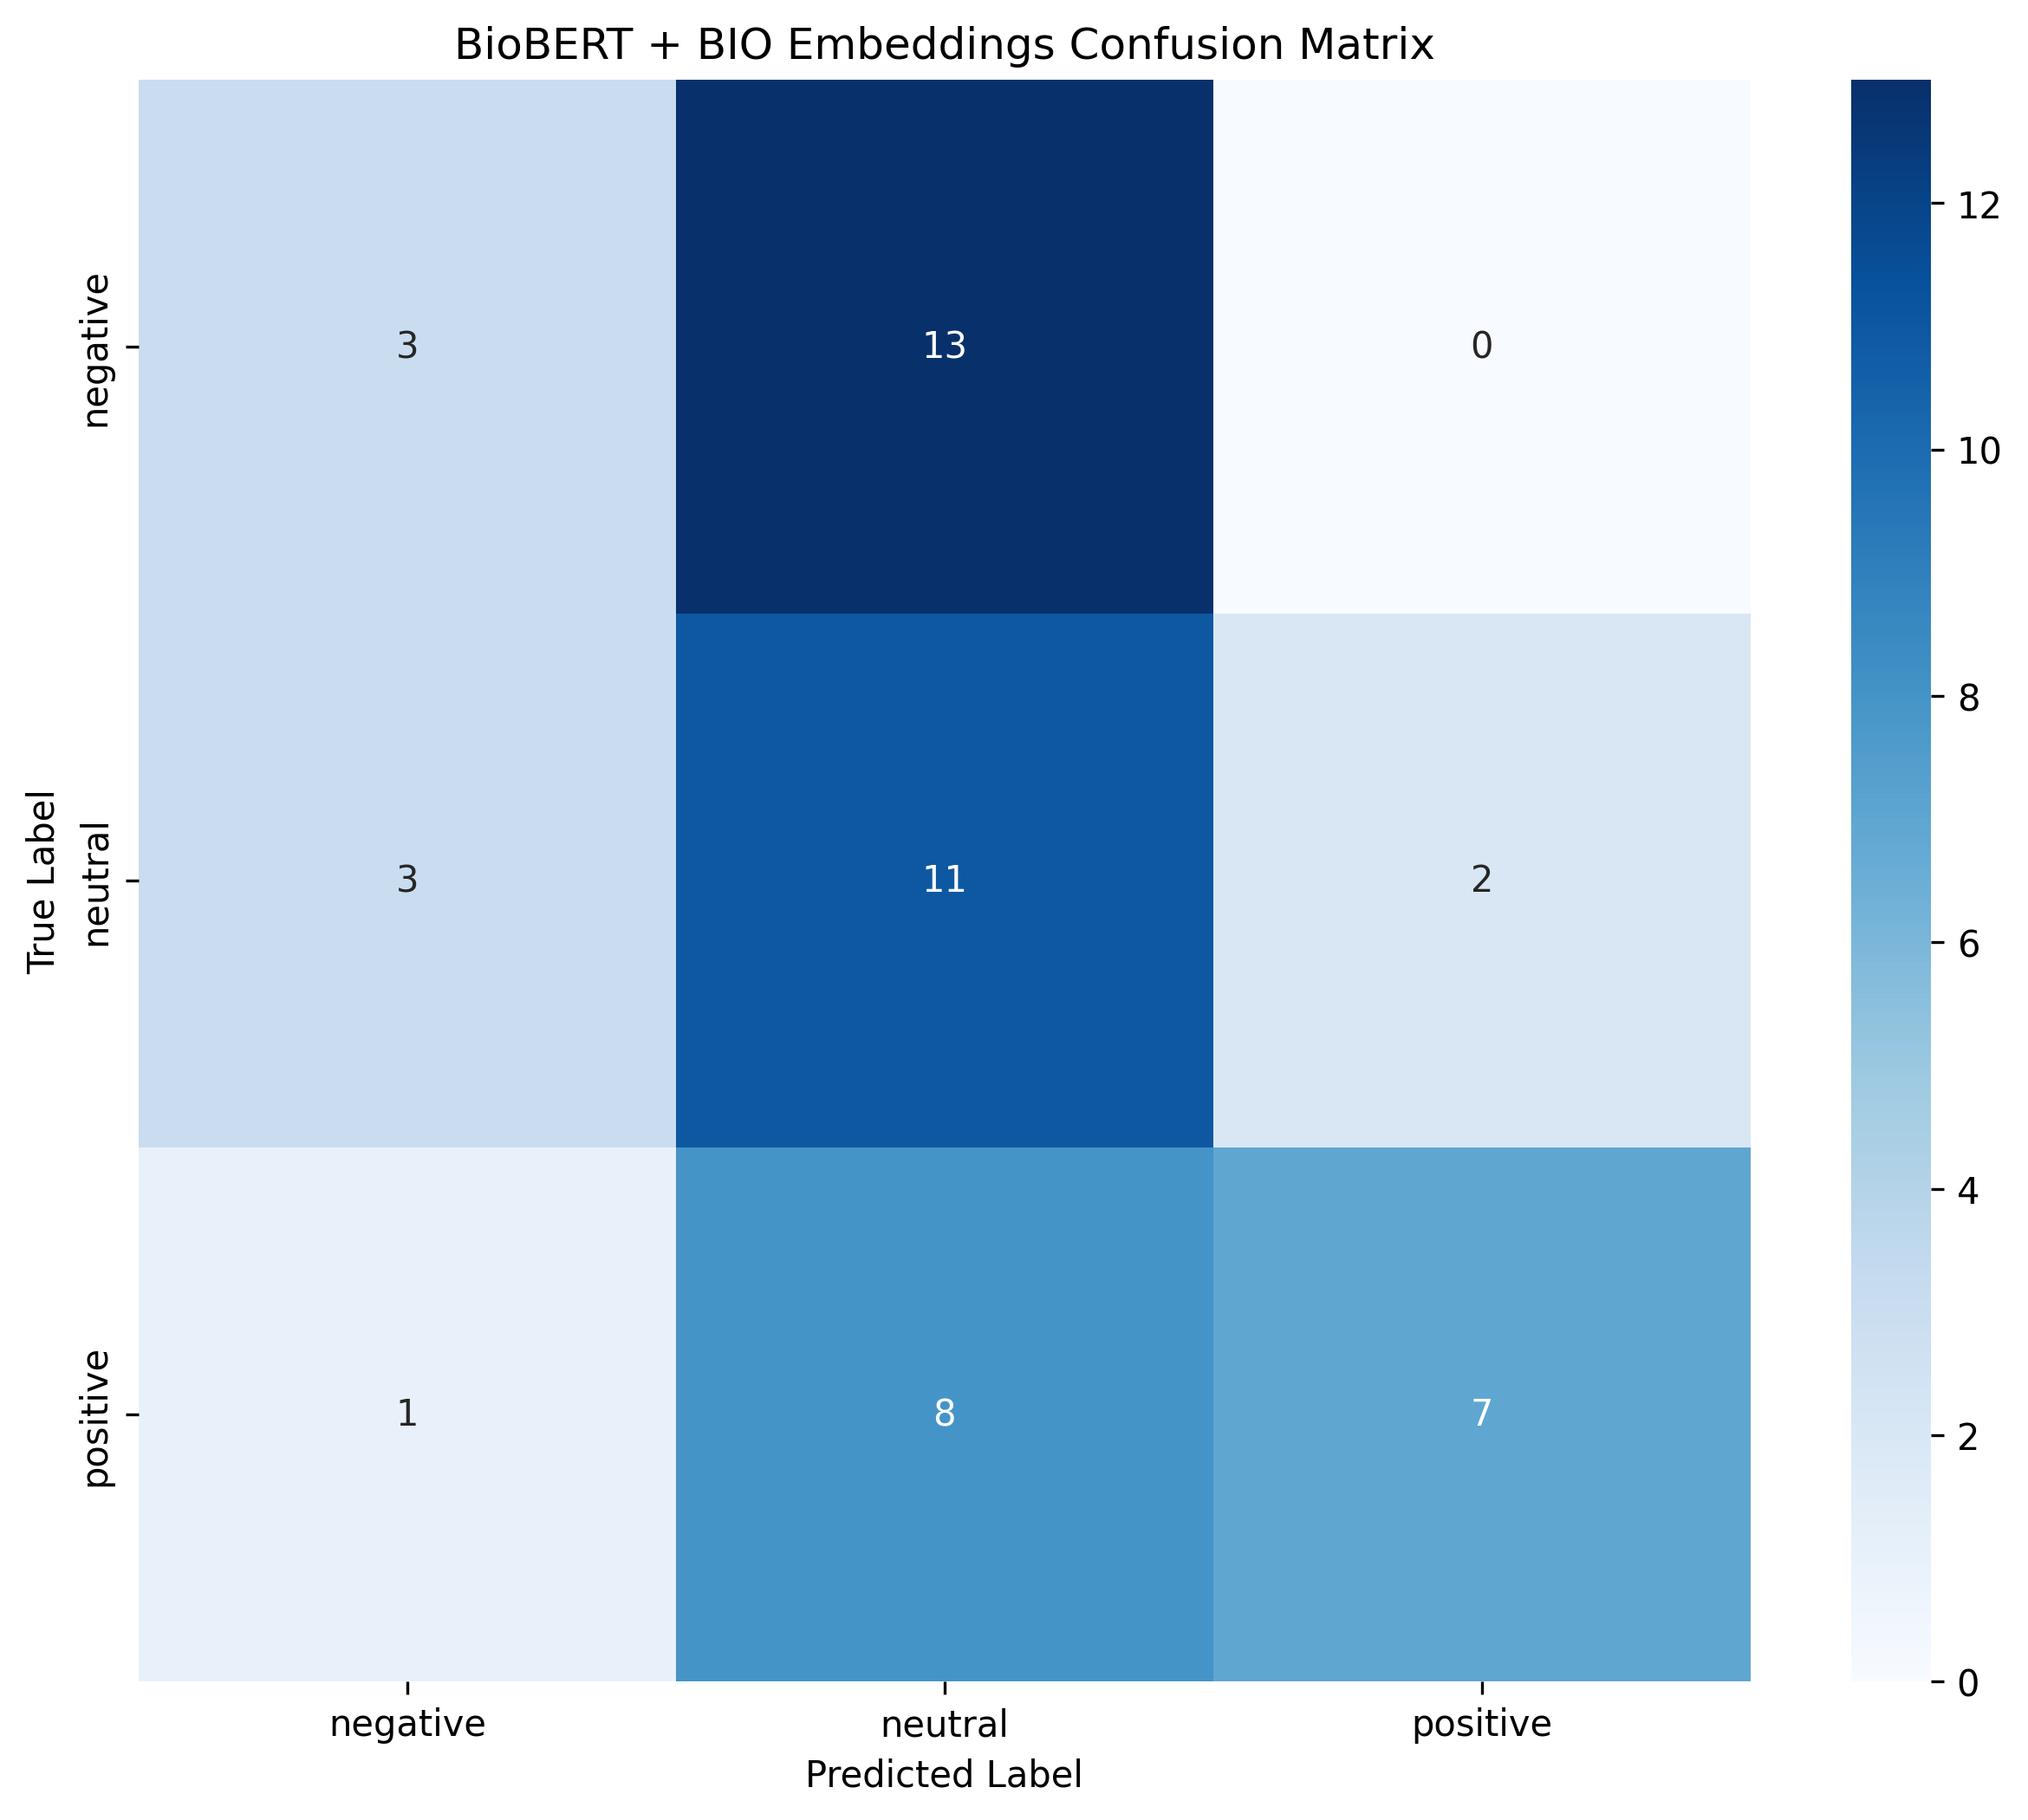 BioBERT + BIO Embeddings Confusion Matrix
True Label
negative
3 13 0
neutral
3 11 2
positive
1 8 7
negative neutral positive
Predicted Label
12
10
8
6
4
2
0